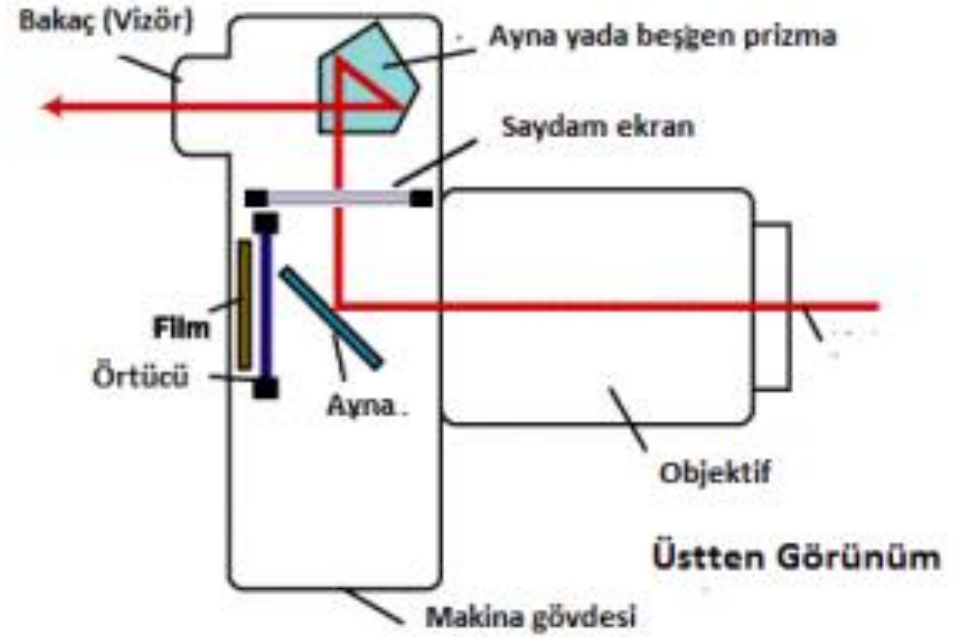 Bakaç (Vizör)
Ayna yada beşgen prizma
Saydam ekran
Film
Örtücü
Ayna
Objektif
Üstten Görünüm
Makina gövdesi